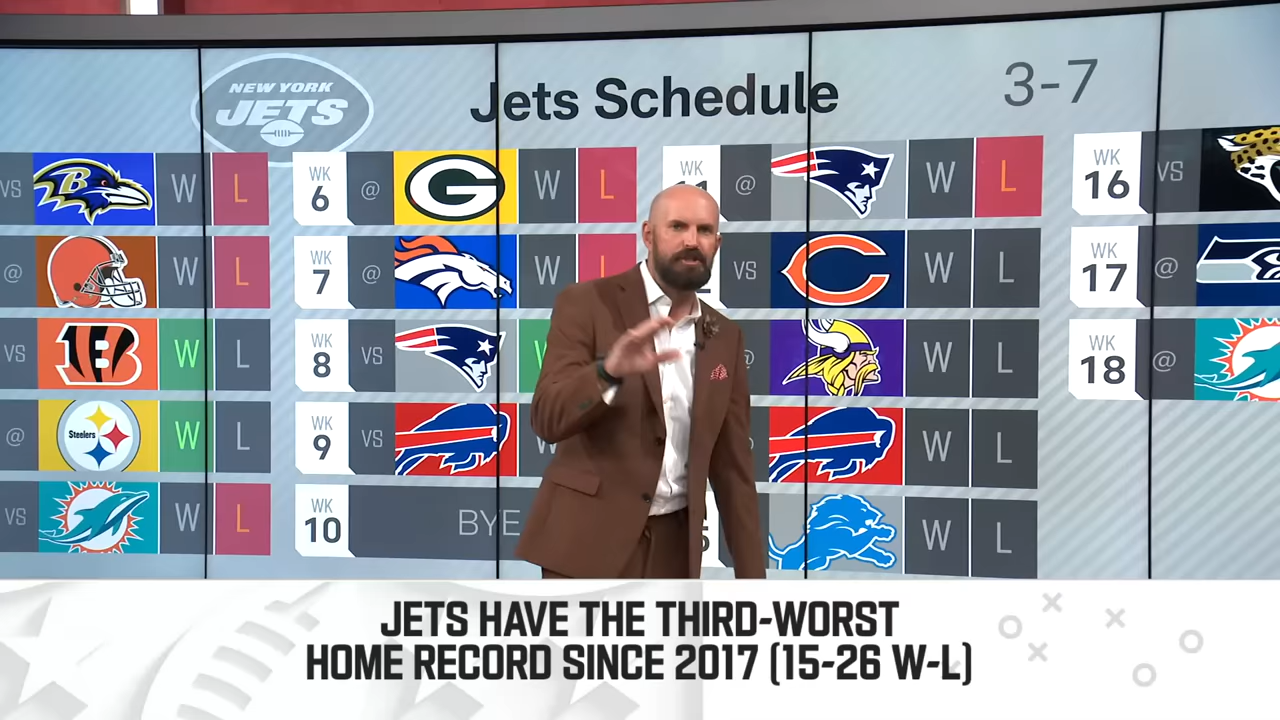 NEW YORK
JETS
Jets Schedule
3-7
VS W L
WK 6 @ G W L
WK @ W L
WK 16 VS
@ W L
WK 7 @ W L
VS C W L
WK 17 @
VS B W L
WK 8 VS W
W L
WK 18 @
@ Steelers W L
WK 9 VS W
W L
VS W L
WK 10 BYE
W L
JETS HAVE THE THIRD-WORST
HOME RECORD SINCE 2017 (15-26 W-L)